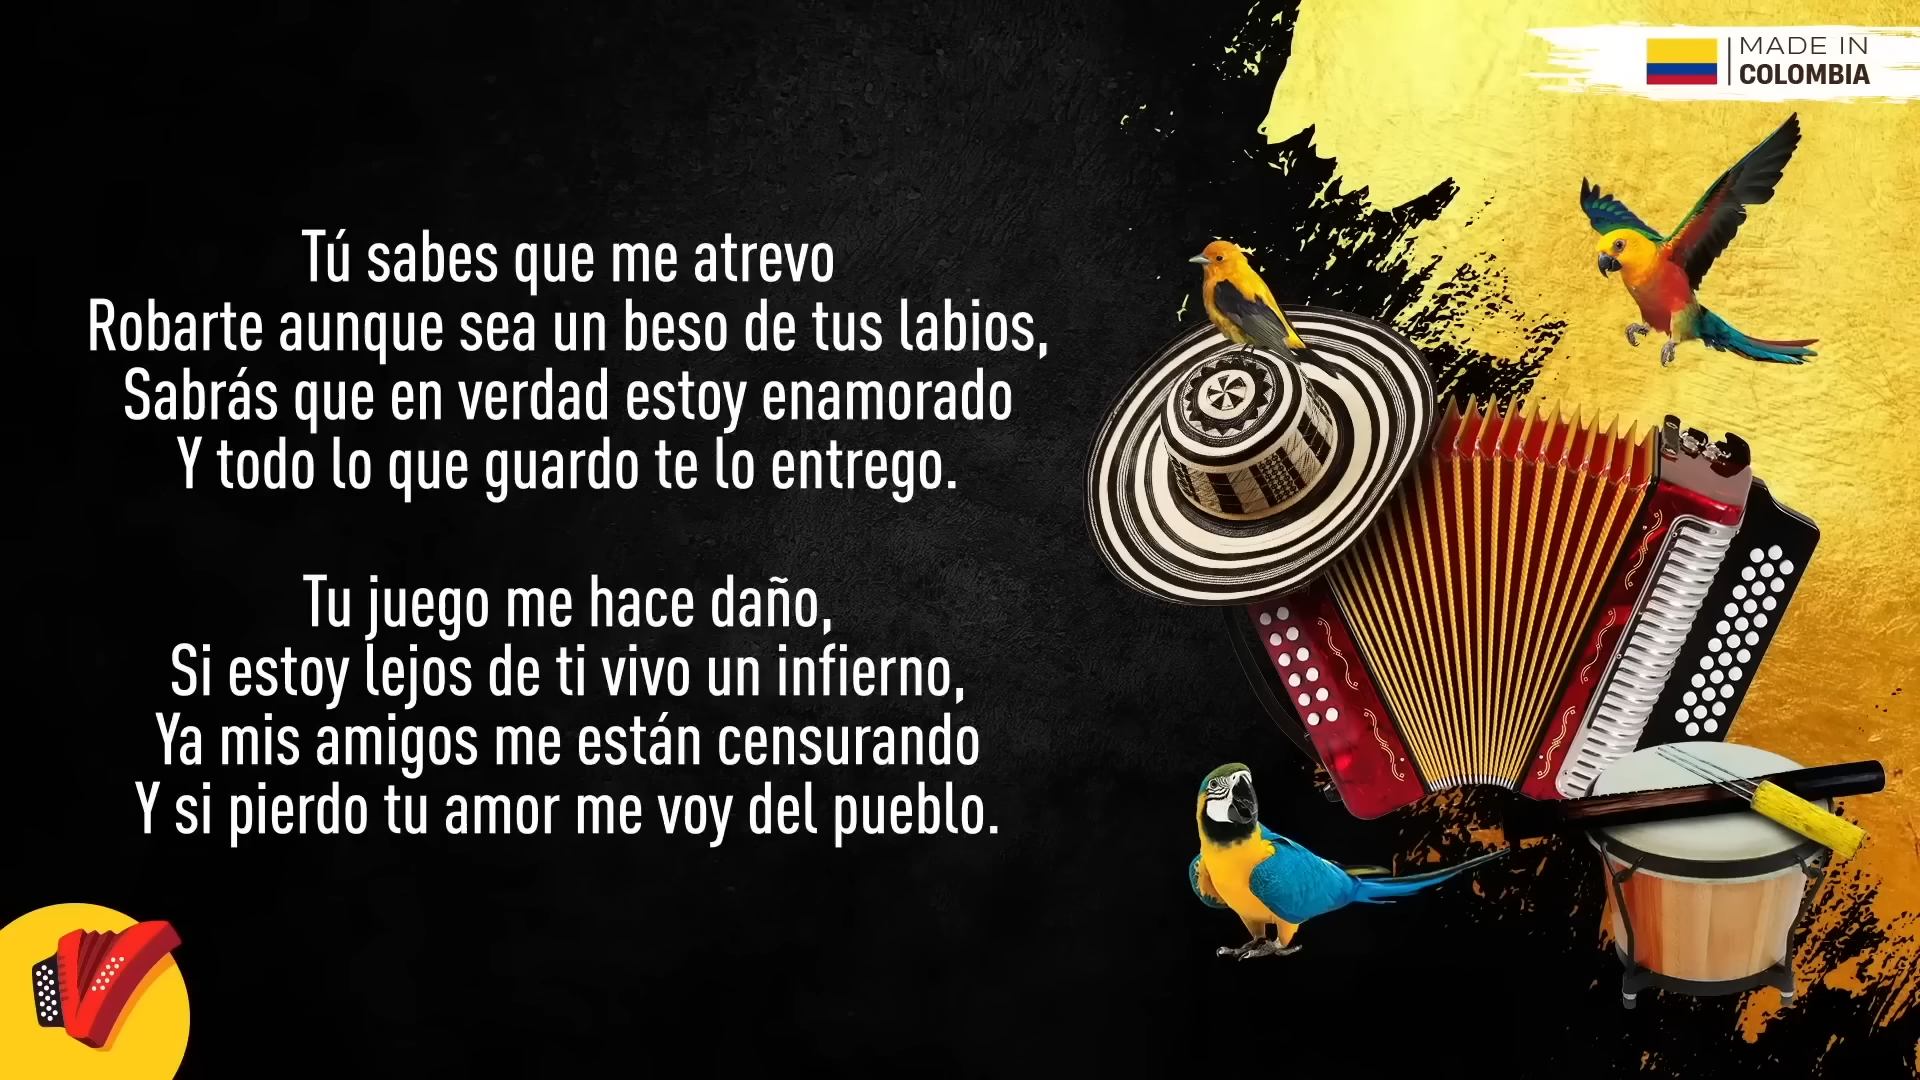 MADE IN
COLOMBIA
Tú sabes que me atrevo
Robarte aunque sea un beso de tus labios,
Sabrás que en verdad estoy enamorado
Y todo lo que guardo te lo entrego.
Tu juego me hace daño,
Si estoy lejos de ti vivo un infierno,
Ya mis amigos me están censurando
Y si pierdo tu amor me voy del pueblo.